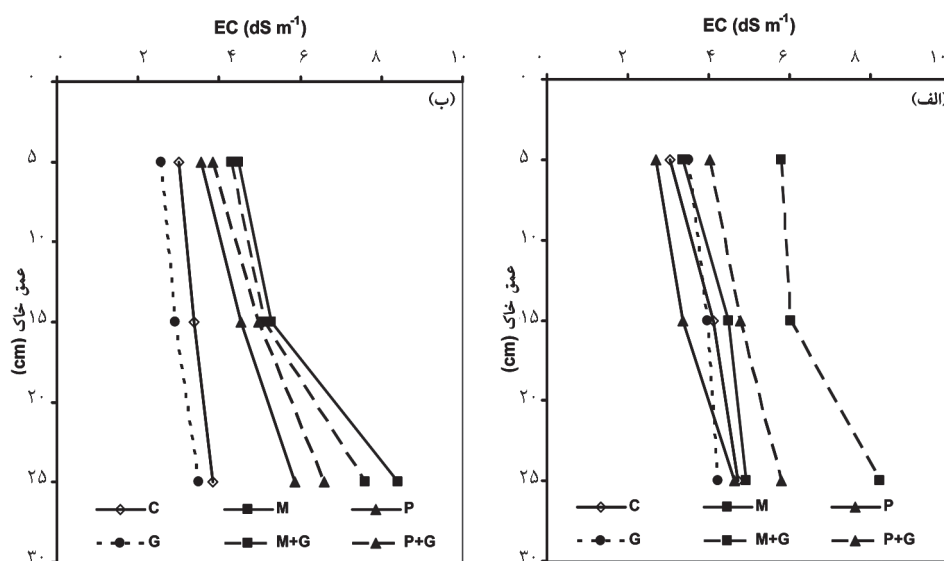 EC (dS m⁻¹)
۰ ۲ ۴ ۶ ۸ ۱۰
(ب)
۵
۱۰
۱۵
۲۰
۲۵
۳۰
عمق خاک (cm)
C M P
G M+G P+G
EC (dS m⁻¹)
۰ ۲ ۴ ۶ ۸ ۱۰
(الف)
۰
۵
۱۰
۱۵
۲۰
۲۵
۳۰
عمق خاک (cm)
C M P
G M+G P+G